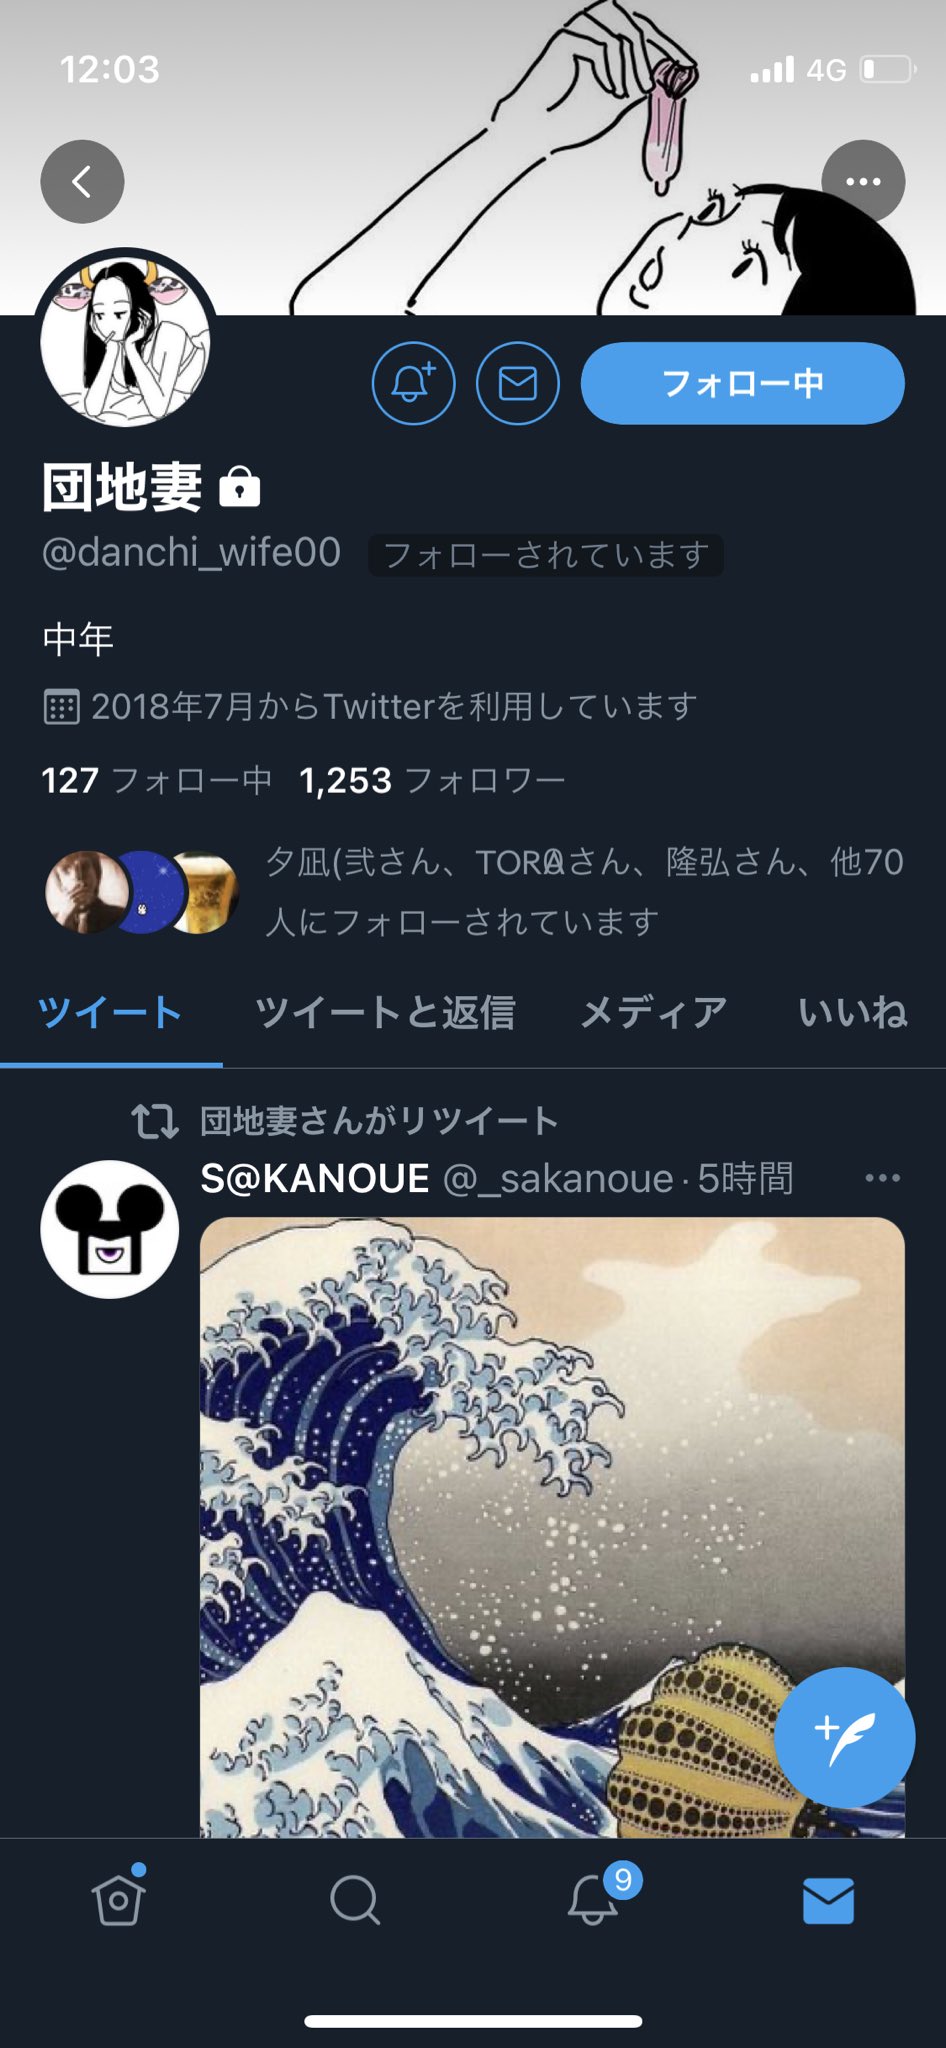 12:03
4G
フォロー中
団地妻
@danchi_wife00 フォローされています
中年
2018年7月からTwitterを利用しています
127 フォロー中 1,253 フォロワー
夕凪(弐さん、TORAさん、隆弘さん、他70
人にフォローされています
ツイート ツイートと返信 メディア いいね
団地妻さんがリツイート
S@KANOUE @_sakanoue · 5時間
9